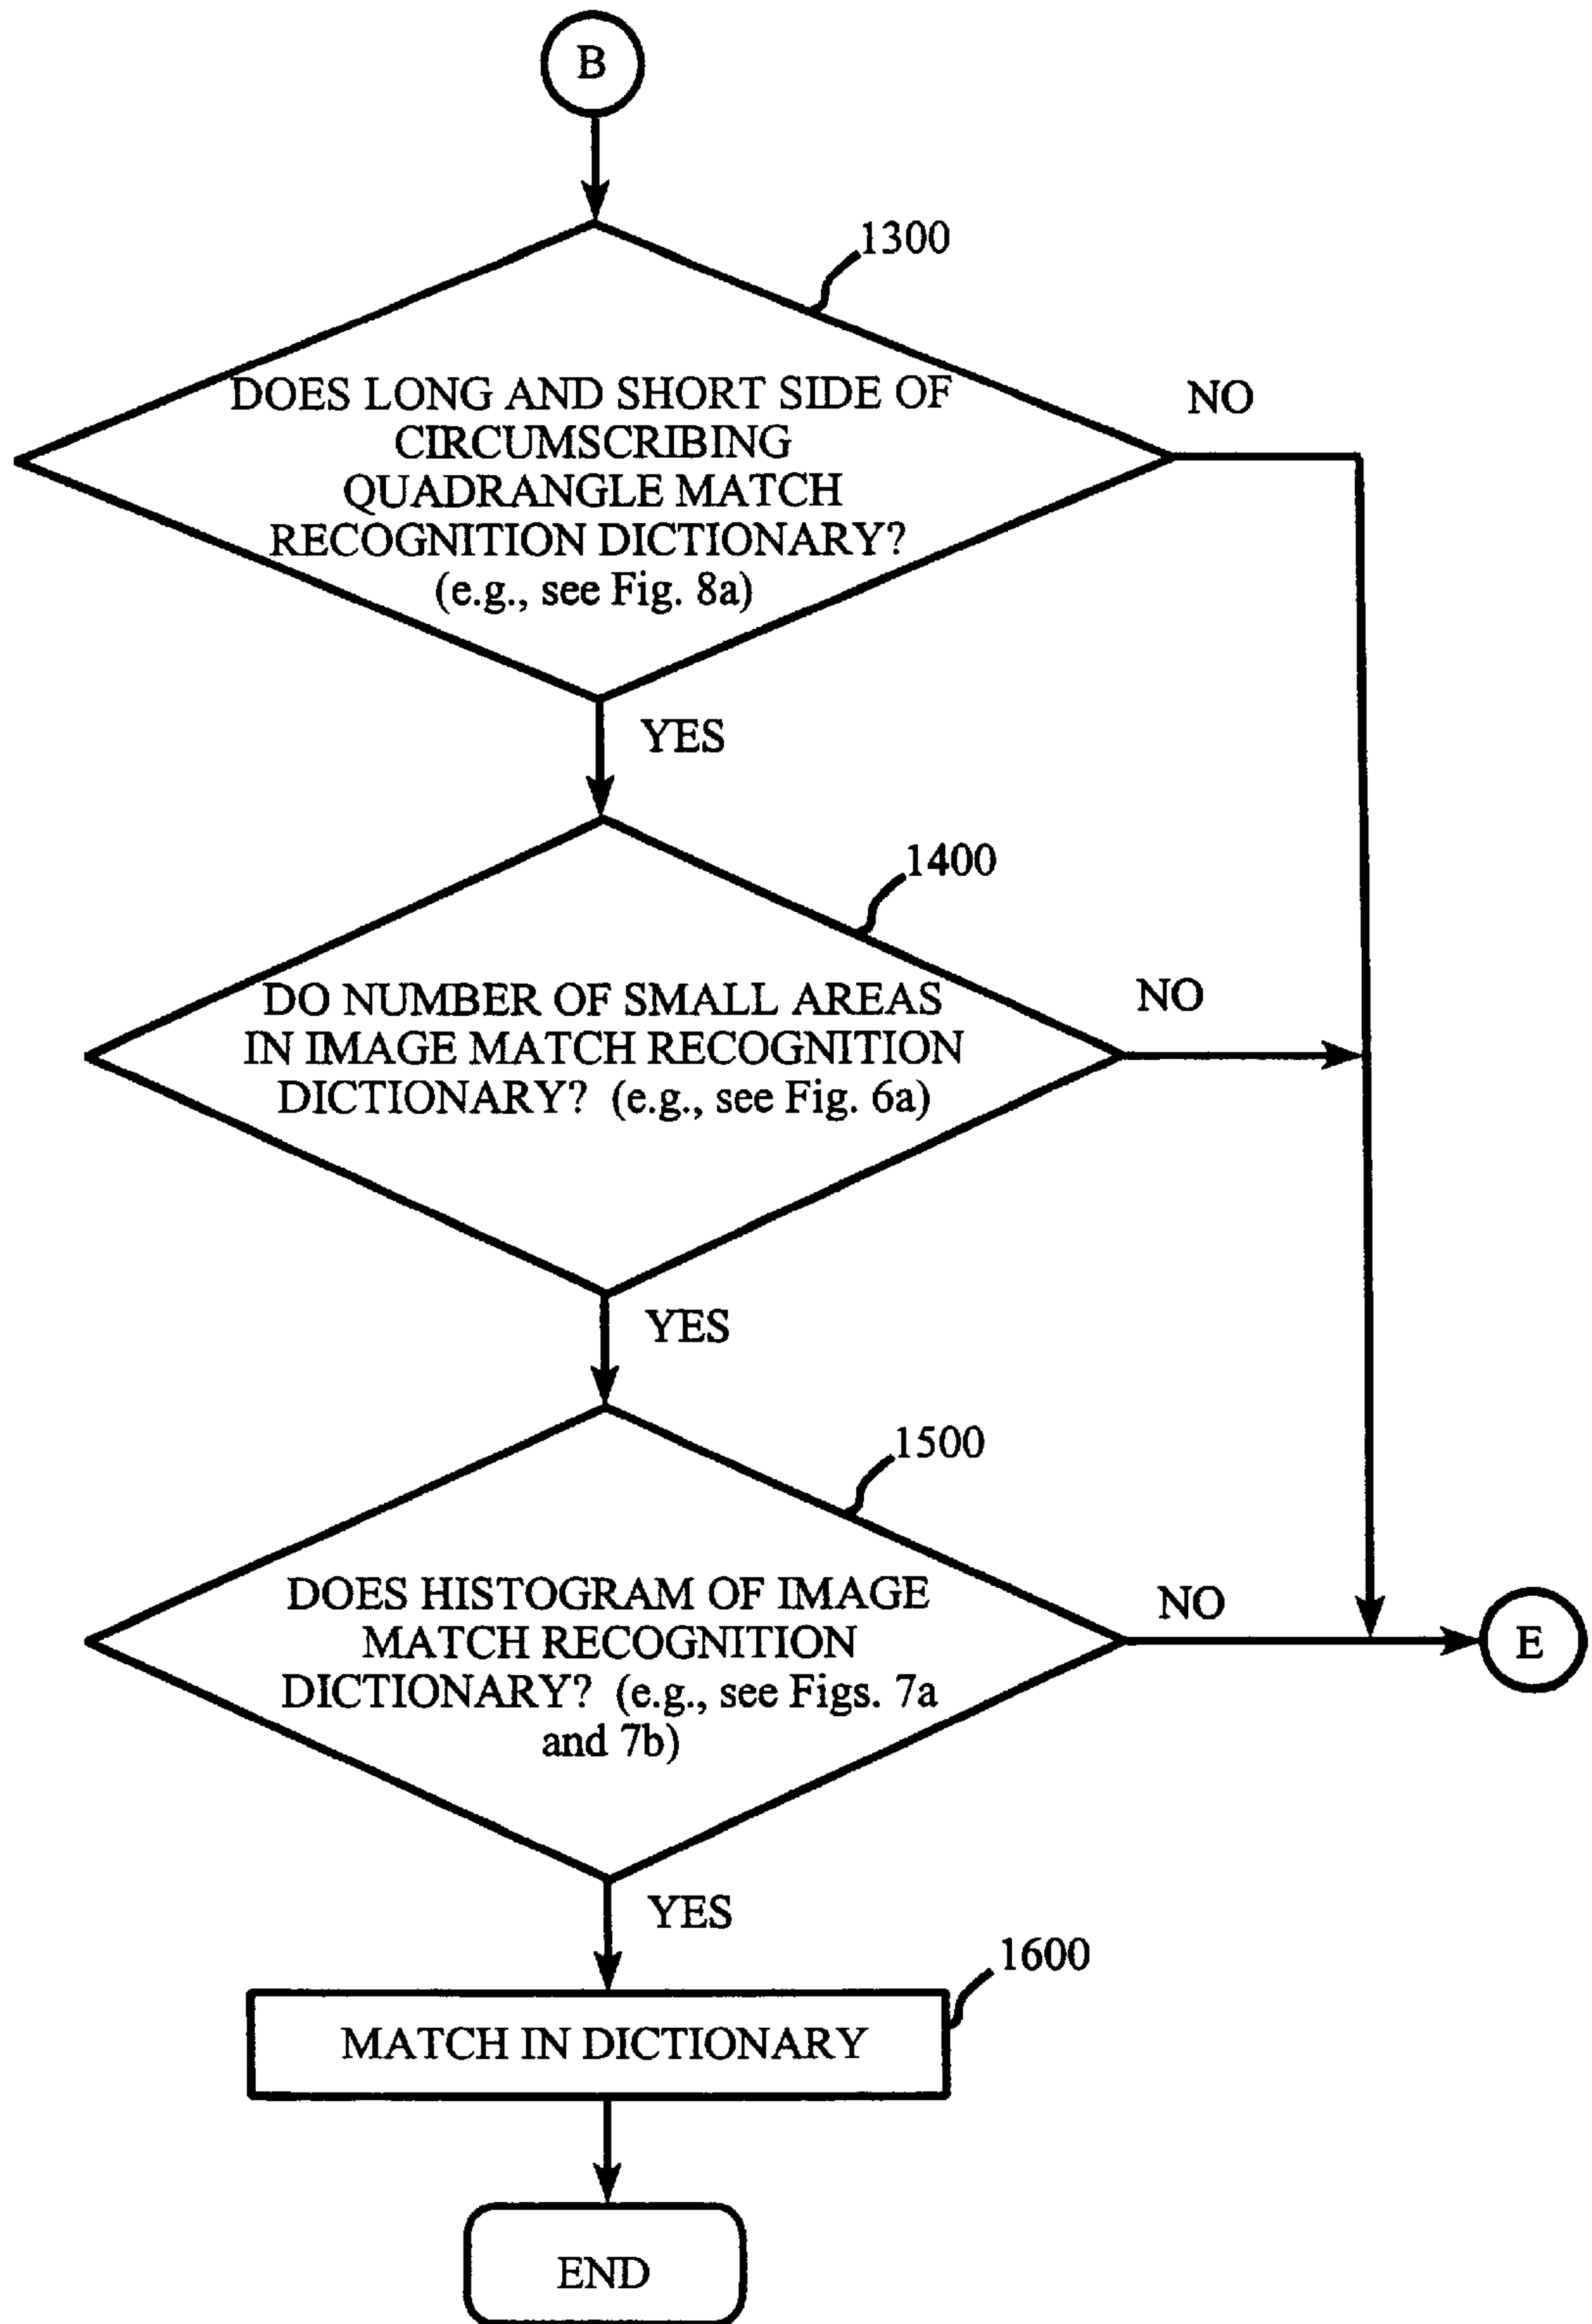 B
1300
DOES LONG AND SHORT SIDE OF
CIRCUMSCRIBING
QUADRANGLE MATCH
RECOGNITION DICTIONARY?
(e.g., see Fig. 8a)
NO
YES
1400
DO NUMBER OF SMALL AREAS
IN IMAGE MATCH RECOGNITION
DICTIONARY? (e.g., see Fig. 6a)
NO
YES
1500
DOES HISTOGRAM OF IMAGE
MATCH RECOGNITION
DICTIONARY? (e.g., see Figs. 7a
and 7b)
NO
E
YES
1600
MATCH IN DICTIONARY
END